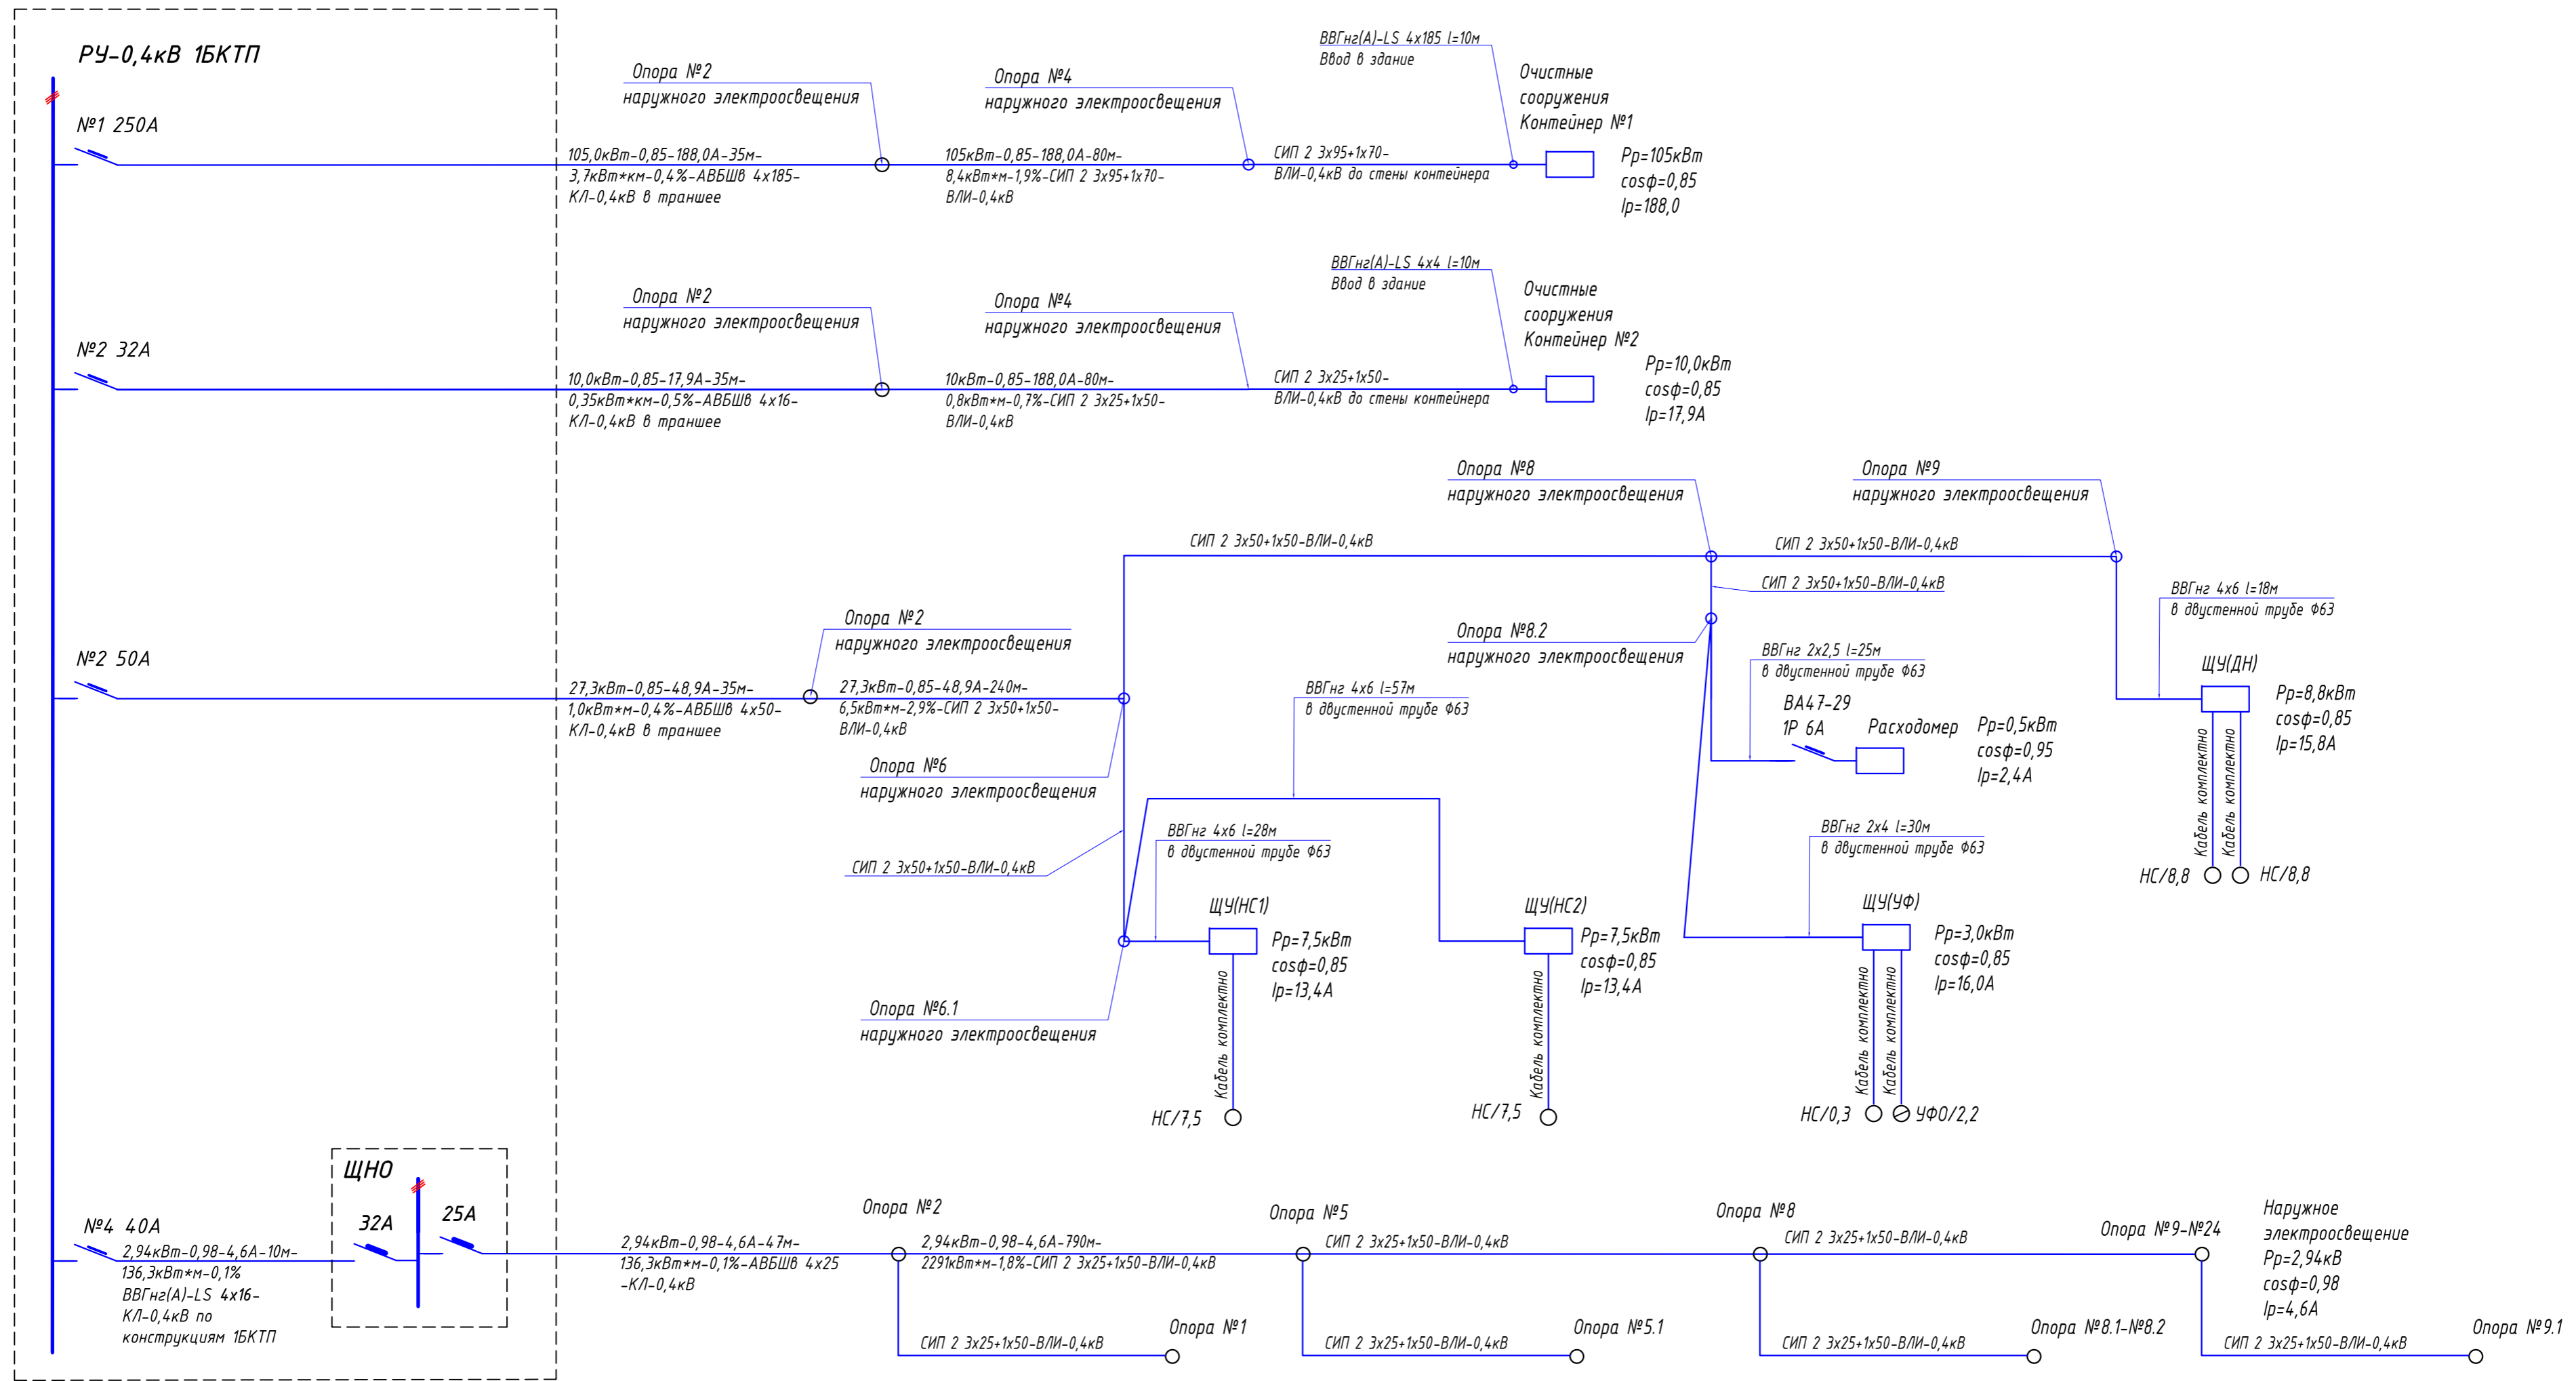 РУ-0,4кВ 1БКТП
№1 250А
Опора №2
наружного электроосвещения
Опора №4
наружного электроосвещения
ВВГнг(А)-LS 4х185 l=10м
Ввод в здание
Очистные
сооружения
Контейнер №1
105,0кВт-0,85-188,0А-35м-
3,7кВт*км-0,4%-АВБШв 4х185-
КЛ-0,4кВ в траншее
105кВт-0,85-188,0А-80м-
8,4кВт*м-1,9%-СИП 2 3х95+1х70-
ВЛИ-0,4кВ
СИП 2 3х95+1х70-
ВЛИ-0,4кВ до стены контейнера
Рр=105кВт
cosφ=0,85
Iр=188,0
№2 32А
Опора №2
наружного электроосвещения
Опора №4
наружного электроосвещения
ВВГнг(А)-LS 4х4 l=10м
Ввод в здание
Очистные
сооружения
Контейнер №2
10,0кВт-0,85-17,9А-35м-
0,35кВт*км-0,5%-АВБШв 4х16-
КЛ-0,4кВ в траншее
10кВт-0,85-188,0А-80м-
0,8кВт*м-0,7%-СИП 2 3х25+1х50-
ВЛИ-0,4кВ
СИП 2 3х25+1х50-
ВЛИ-0,4кВ до стены контейнера
Рр=10,0кВт
cosφ=0,85
Iр=17,9А
Опора №8
наружного электроосвещения
Опора №9
наружного электроосвещения
СИП 2 3х50+1х50-ВЛИ-0,4кВ
СИП 2 3х50+1х50-ВЛИ-0,4кВ
СИП 2 3х50+1х50-ВЛИ-0,4кВ
ВВГнг 4х6 l=18м
в двустенной трубе Ф63
№2 50А
Опора №2
наружного электроосвещения
Опора №8.2
наружного электроосвещения
ВВГнг 2х2,5 l=25м
в двустенной трубе Ф63
ЩУ(ДН)
27,3кВт-0,85-48,9А-35м-
1,0кВт*м-0,4%-АВБШв 4х50-
КЛ-0,4кВ в траншее
27,3кВт-0,85-48,9А-240м-
6,5кВт*м-2,9%-СИП 2 3х50+1х50-
ВЛИ-0,4кВ
ВВГнг 4х6 l=57м
в двустенной трубе Ф63
ВА47-29
1Р 6А
Расходомер
Рр=0,5кВт
cosφ=0,95
Iр=2,4А
Рр=8,8кВт
cosφ=0,85
Iр=15,8А
Кабель комплектно
Кабель комплектно
НС/8,8
НС/8,8
Опора №6
наружного электроосвещения
СИП 2 3х50+1х50-ВЛИ-0,4кВ
ВВГнг 4х6 l=28м
в двустенной трубе Ф63
ВВГнг 2х4 l=30м
в двустенной трубе Ф63
ЩУ(НС1)
Рр=7,5кВт
cosφ=0,85
Iр=13,4А
ЩУ(НС2)
Рр=7,5кВт
cosφ=0,85
Iр=13,4А
ЩУ(УФ)
Рр=3,0кВт
cosφ=0,85
Iр=16,0А
Опора №6.1
наружного электроосвещения
Кабель комплектно
Кабель комплектно
Кабель комплектно
Кабель комплектно
НС/7,5
НС/7,5
НС/0,3
УФО/2,2
ЩНО
№4 40А
32А
25А
2,94кВт-0,98-4,6А-10м-
136,3кВт*м-0,1%
ВВГнг(А)-LS 4х16-
КЛ-0,4кВ по
конструкциям 1БКТП
2,94кВт-0,98-4,6А-47м-
136,3кВт*м-0,1%-АВБШв 4х25
-КЛ-0,4кВ
Опора №2
2,94кВт-0,98-4,6А-790м-
2291кВт*м-1,8%-СИП 2 3х25+1х50-ВЛИ-0,4кВ
Опора №5
СИП 2 3х25+1х50-ВЛИ-0,4кВ
Опора №8
СИП 2 3х25+1х50-ВЛИ-0,4кВ
Опора №9-№24
Наружное
электроосвещение
Рр=2,94кВ
cosφ=0,98
Iр=4,6А
СИП 2 3х25+1х50-ВЛИ-0,4кВ
Опора №1
СИП 2 3х25+1х50-ВЛИ-0,4кВ
Опора №5.1
СИП 2 3х25+1х50-ВЛИ-0,4кВ
Опора №8.1-№8.2
СИП 2 3х25+1х50-ВЛИ-0,4кВ
Опора №9.1